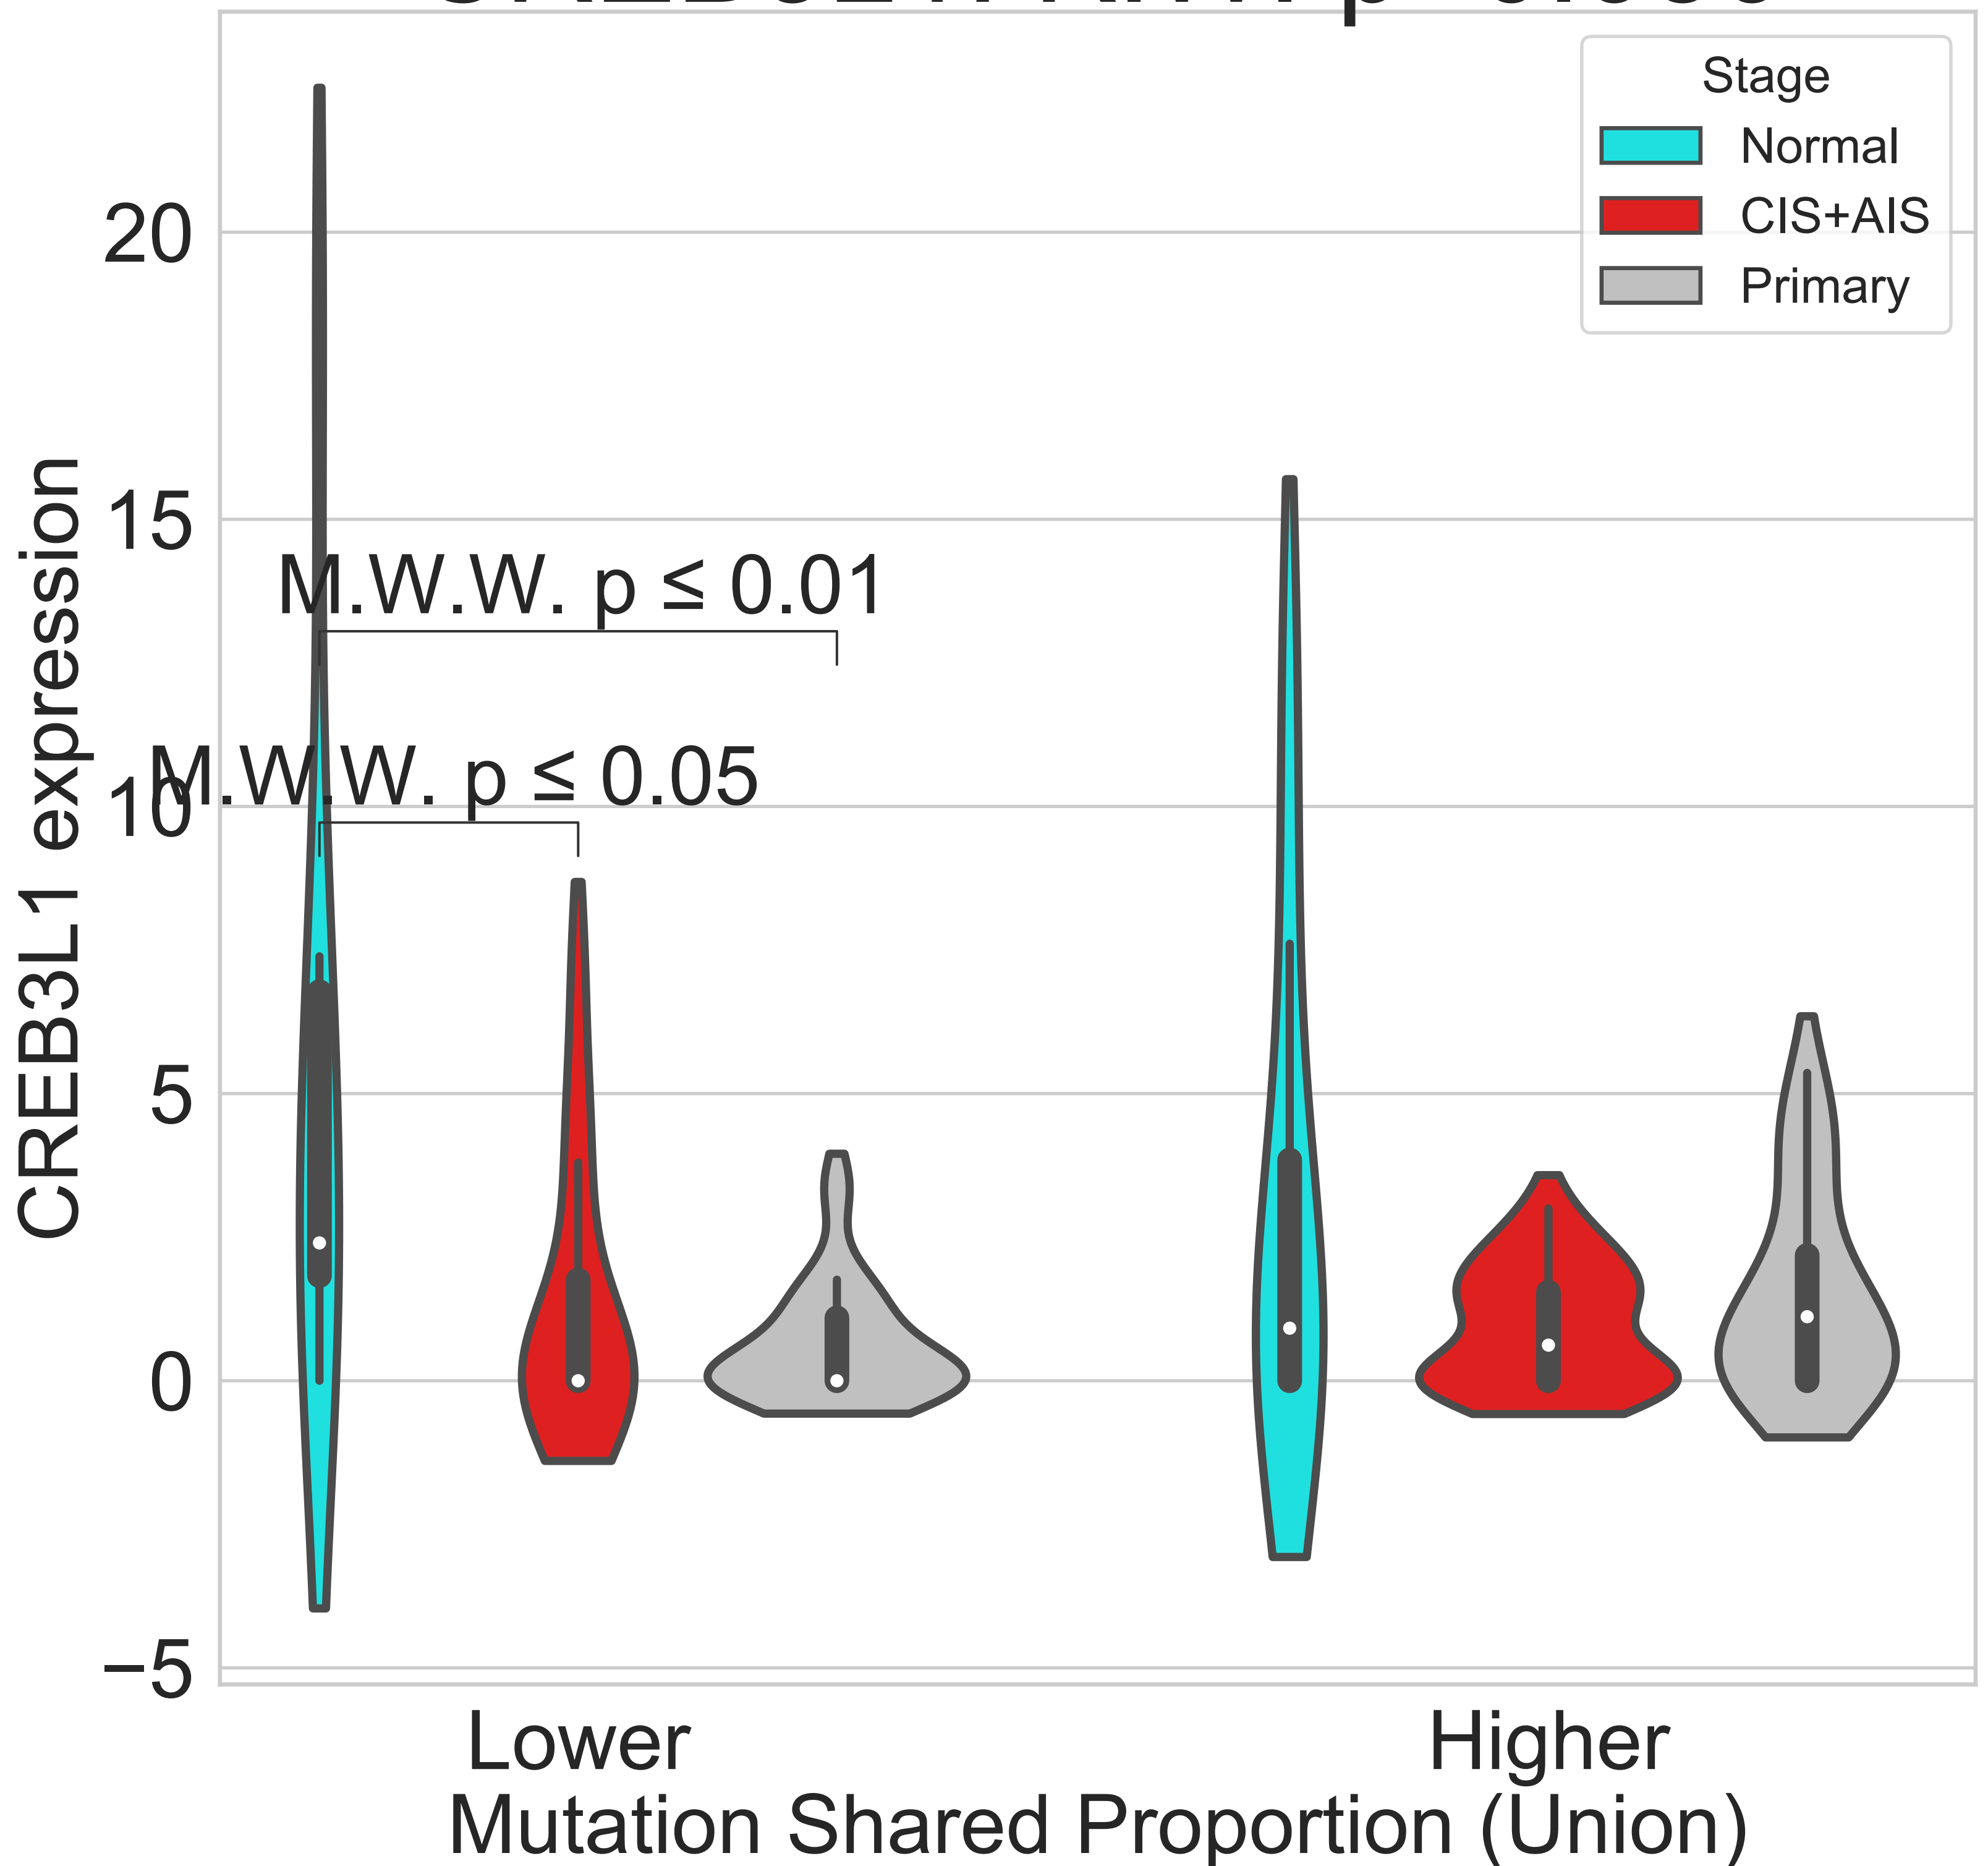 Stage
Normal
CIS+AIS
Primary
CREB3L1 expression
20
15
10
5
0
−5
M.W.W. p ≤ 0.01
M.W.W. p ≤ 0.05
Lower
Higher
Mutation Shared Proportion (Union)